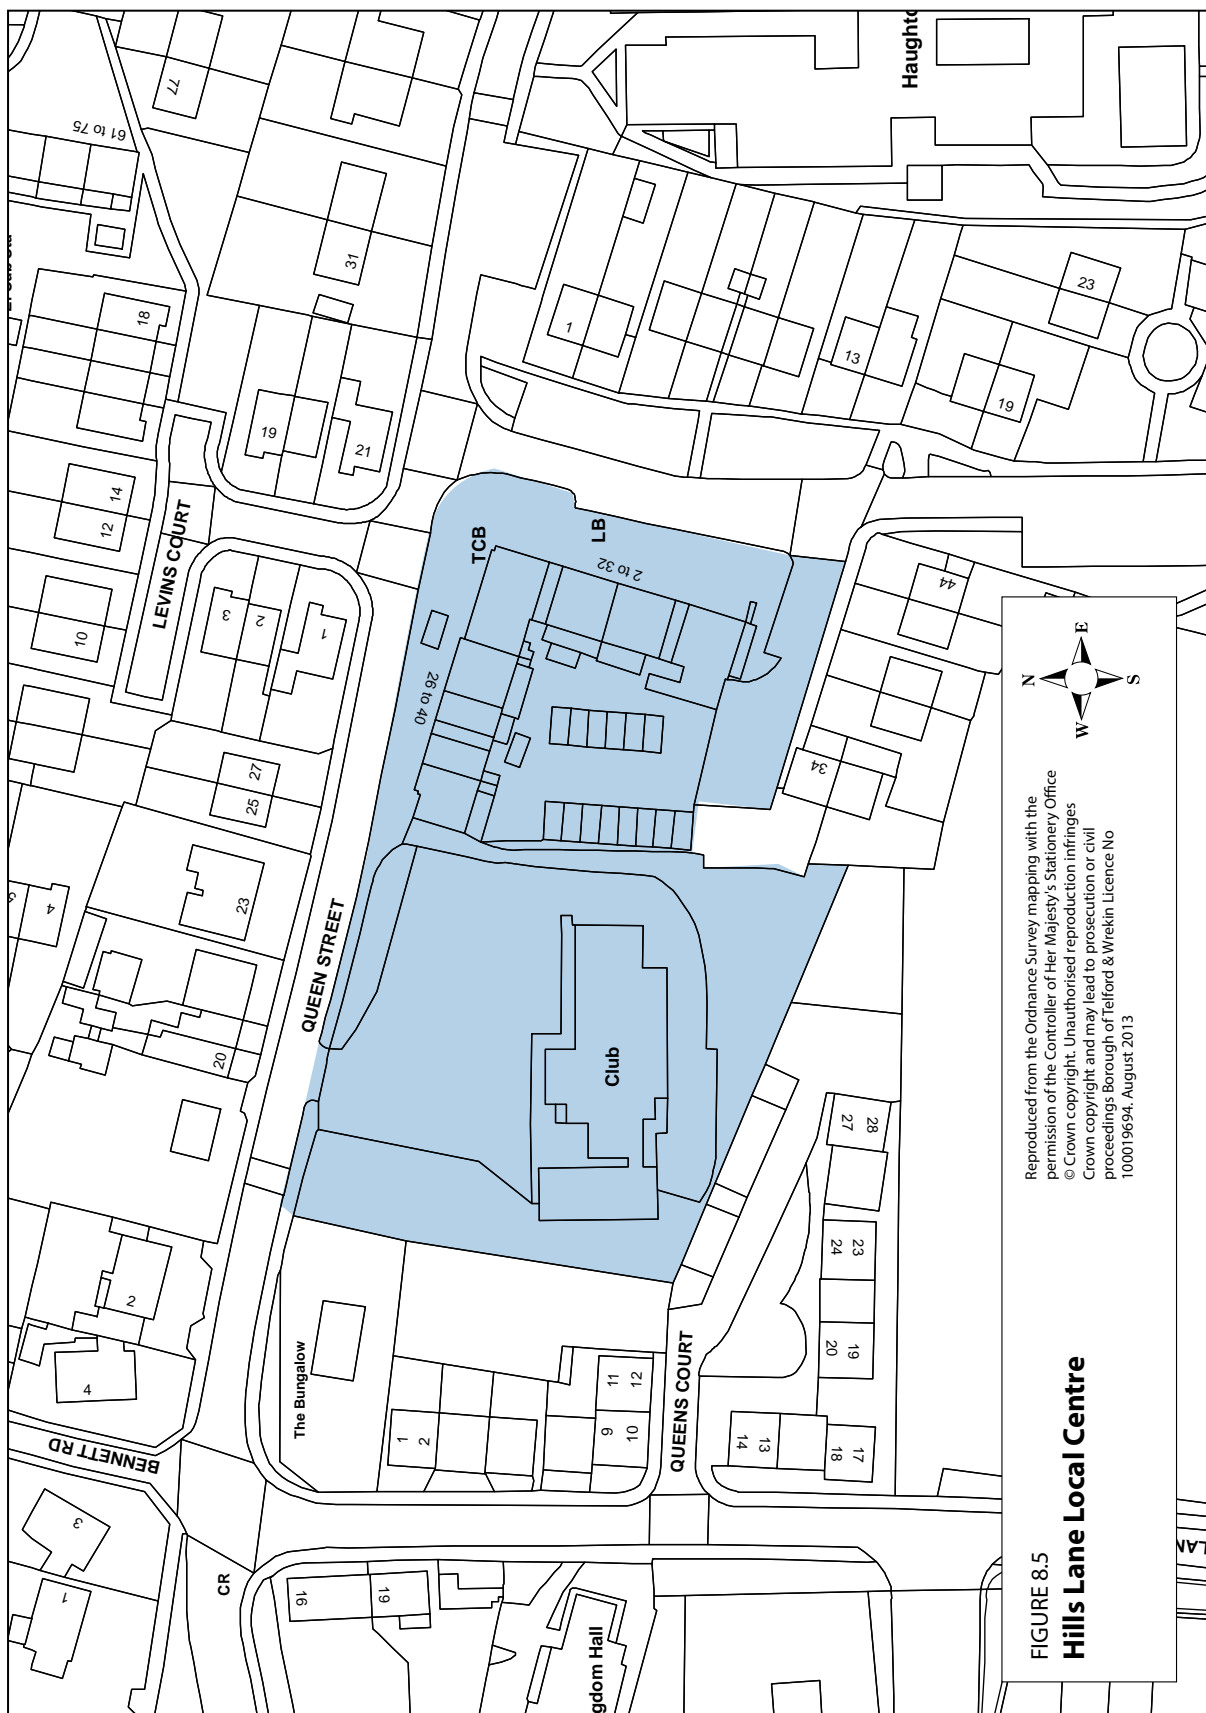 77
61 to 75
Haughto
31
18
1
23
13
19
19
21
14
12
LEVINS COURT
TCB
LB
2 to 32
44
10
3
2
1
26 to 40
34
27
25
4
23
QUEEN STREET
20
Club
27
28
2
4
24
23
The Bungalow
20
19
11
12
QUEENS COURT
1
2
9
10
14
13
18
17
BENNETT RD
3
1
CR
16
19
gdom Hall
LAN
N
E
S
W
Reproduced from the Ordnance Survey mapping with the
permission of the Controller of Her Majesty's Stationery Office
© Crown copyright. Unauthorised reproduction infringes
Crown copyright and may lead to prosecution or civil
proceedings Borough of Telford & Wrekin Licence No
100019694. August 2013
FIGURE 8.5
Hills Lane Local Centre